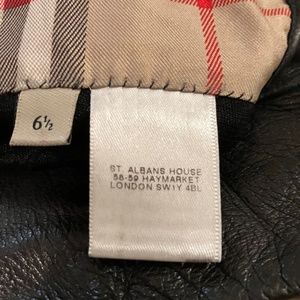 6½
ST. ALBANS HOUSE
58-59 HAYMARKET
LONDON SW1Y 4BL